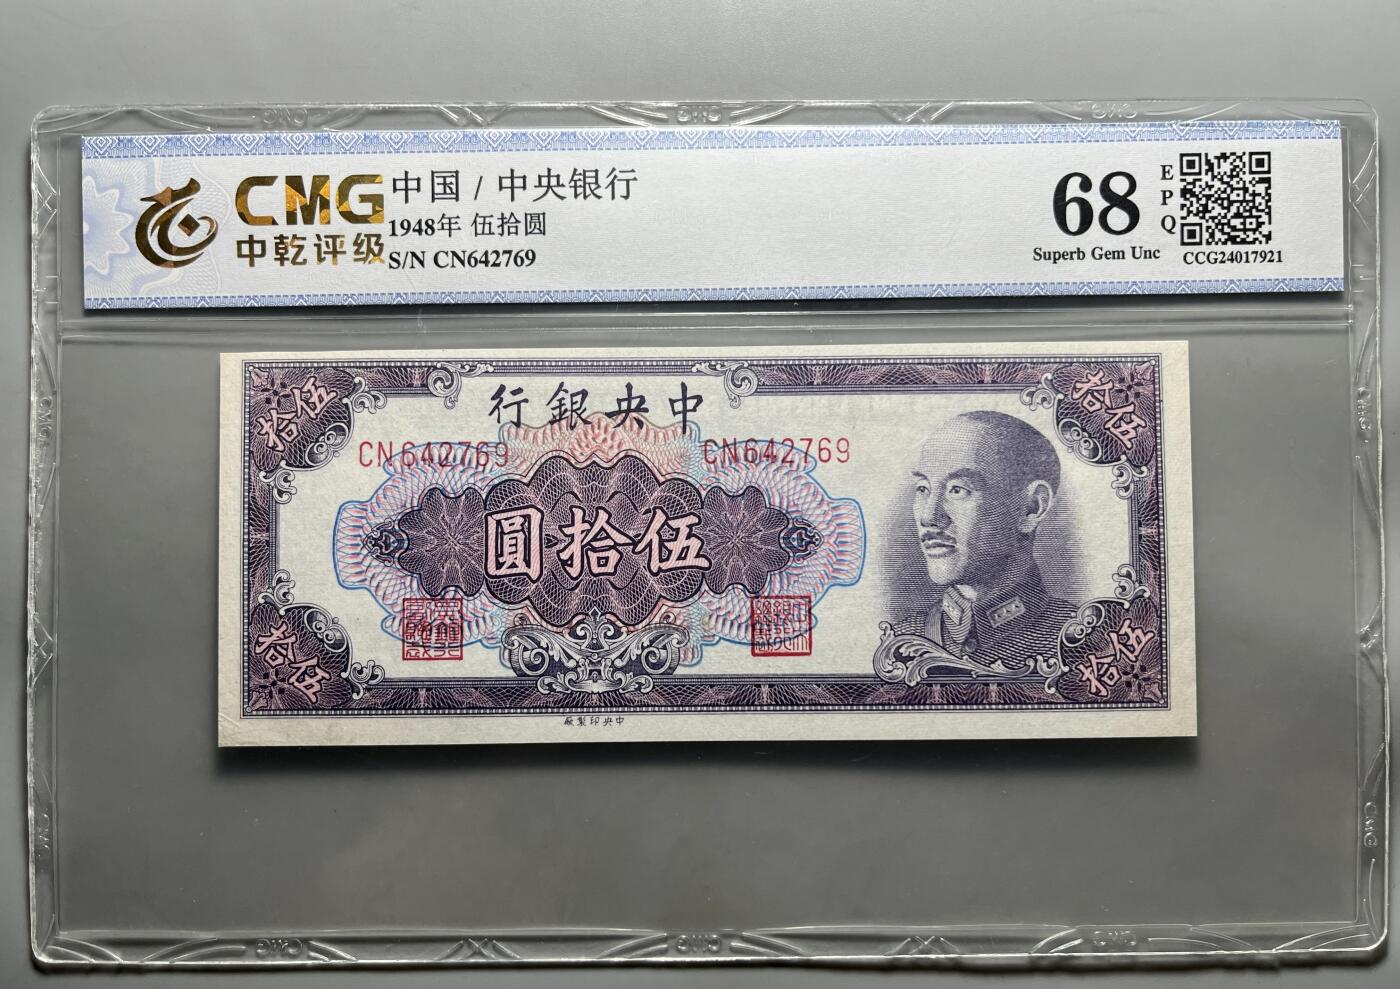 CMG
中乾评级
中国 / 中央银行
1948年 伍拾圆
S/N CN642769
68
EPQ
Superb Gem Unc
CCG24017921
行銀央中
CN642769
CN642769
圓拾伍
拾伍
拾伍
拾伍
拾伍
廠製印央中